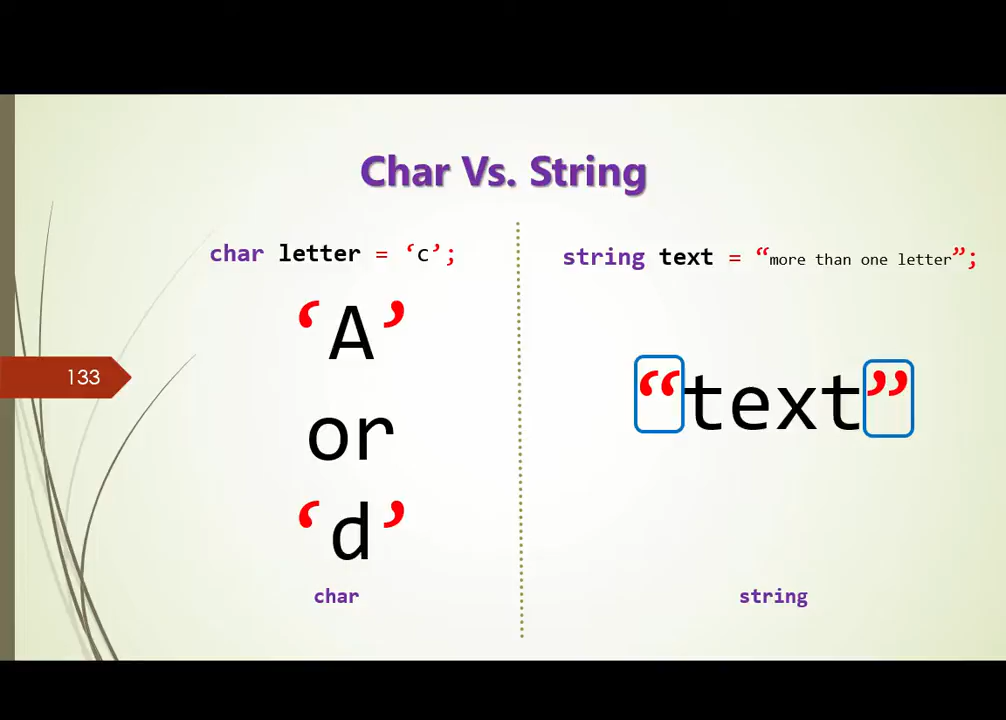 Char Vs. String
char letter = ‘c’;
‘A’
or
‘d’
char
string text = “more than one letter”;
“text”
string
133